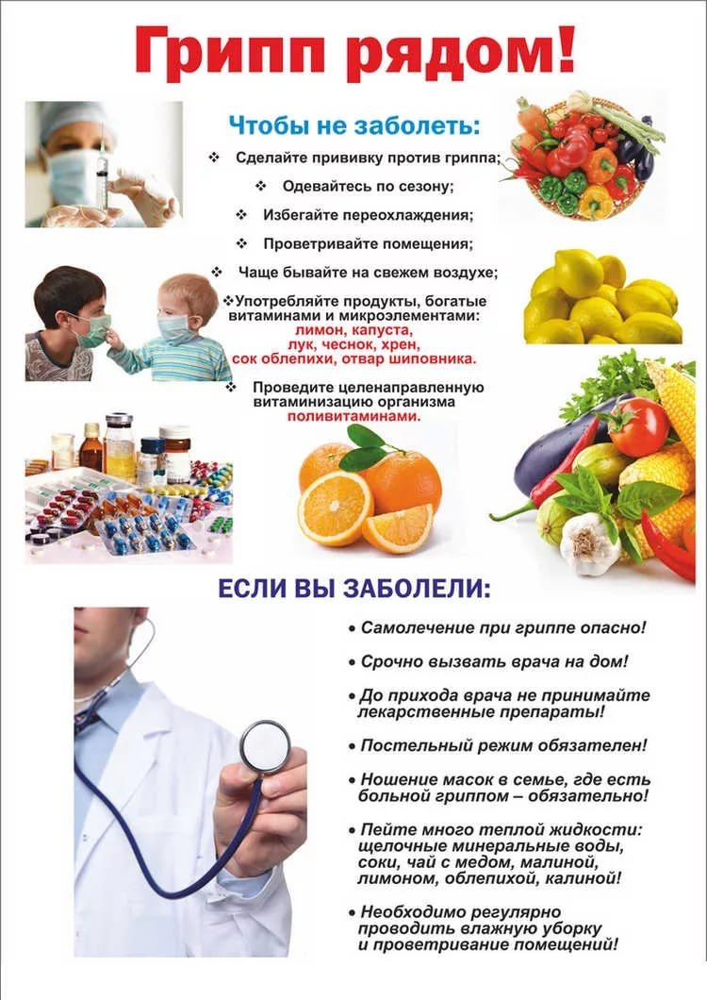 Грипп рядом!
Чтобы не заболеть:
❖ Сделайте прививку против гриппа;
❖ Одевайтесь по сезону;
❖ Избегайте переохлаждения;
❖ Проветривайте помещения;
❖ Чаще бывайте на свежем воздухе;
❖Употребляйте продукты, богатые
витаминами и микроэлементами:
лимон, капуста,
лук, чеснок, хрен,
сок облепихи, отвар шиповника.
❖ Проведите целенаправленную
витаминизацию организма
поливитаминами.
ЕСЛИ ВЫ ЗАБОЛЕЛИ:
• Самолечение при гриппе опасно!
• Срочно вызвать врача на дом!
• До прихода врача не принимайте
лекарственные препараты!
• Постельный режим обязателен!
• Ношение масок в семье, где есть
больной гриппом – обязательно!
• Пейте много теплой жидкости:
щелочные минеральные воды,
соки, чай с медом, малиной,
лимоном, облепихой, калиной!
• Необходимо регулярно
проводить влажную уборку
и проветривание помещений!